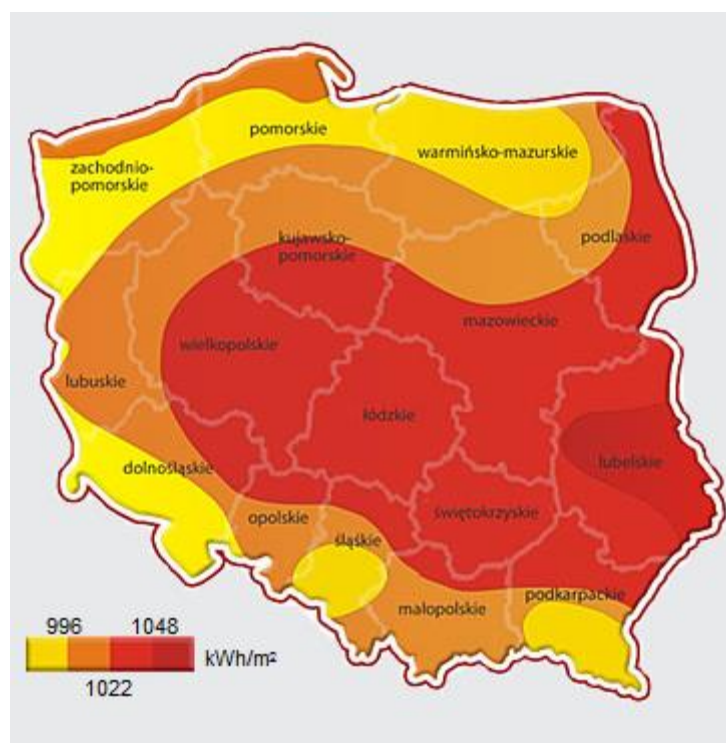 pomorskie
warmińsko-mazurskie
zachodnio-
pomorskie
podlaskie
kujawsko-
pomorskie
mazowieckie
wielkopolskie
lubuskie
łódzkie
lubelskie
dolnośląskie
świętokrzyskie
opolskie
śląskie
podkarpackie
małopolskie
996 1048
kWh/m²
1022